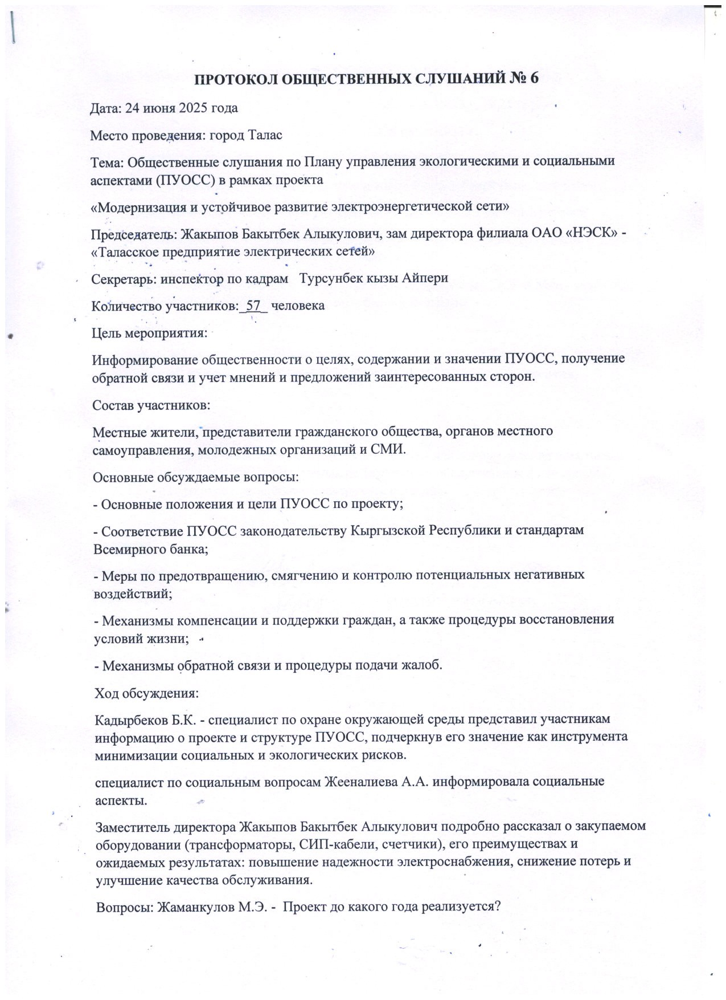 ПРОТОКОЛ ОБЩЕСТВЕННЫХ СЛУШАНИЙ № 6
Дата: 24 июня 2025 года
Место проведения: город Талас
Тема: Общественные слушания по Плану управления экологическими и социальными
аспектами (ПУОСС) в рамках проекта
«Модернизация и устойчивое развитие электроэнергетической сети»
Председатель: Жакыпов Бакытбек Алыкулович, зам директора филиала ОАО «НЭСК» -
«Таласское предприятие электрических сетей»
Секретарь: инспектор по кадрам Турсунбек кызы Айпери
Количество участников:_57_ человека
Цель мероприятия:
Информирование общественности о целях, содержании и значении ПУОСС, получение
обратной связи и учет мнений и предложений заинтересованных сторон.
Состав участников:
Местные жители, представители гражданского общества, органов местного
самоуправления, молодежных организаций и СМИ.
Основные обсуждаемые вопросы:
- Основные положения и цели ПУОСС по проекту;
- Соответствие ПУОСС законодательству Кыргызской Республики и стандартам
Всемирного банка;
- Меры по предотвращению, смягчению и контролю потенциальных негативных
воздействий;
- Механизмы компенсации и поддержки граждан, а также процедуры восстановления
условий жизни;
- Механизмы обратной связи и процедуры подачи жалоб.
Ход обсуждения:
Кадырбеков Б.К. - специалист по охране окружающей среды представил участникам
информацию о проекте и структуре ПУОСС, подчеркнув его значение как инструмента
минимизации социальных и экологических рисков.
специалист по социальным вопросам Жееналиева А.А. информировала социальные
аспекты.
Заместитель директора Жакыпов Бакытбек Алыкулович подробно рассказал о закупаемом
оборудовании (трансформаторы, СИП-кабели, счетчики), его преимуществах и
ожидаемых результатах: повышение надежности электроснабжения, снижение потерь и
улучшение качества обслуживания.
Вопросы: Жаманкулов М.Э. - Проект до какого года реализуется?